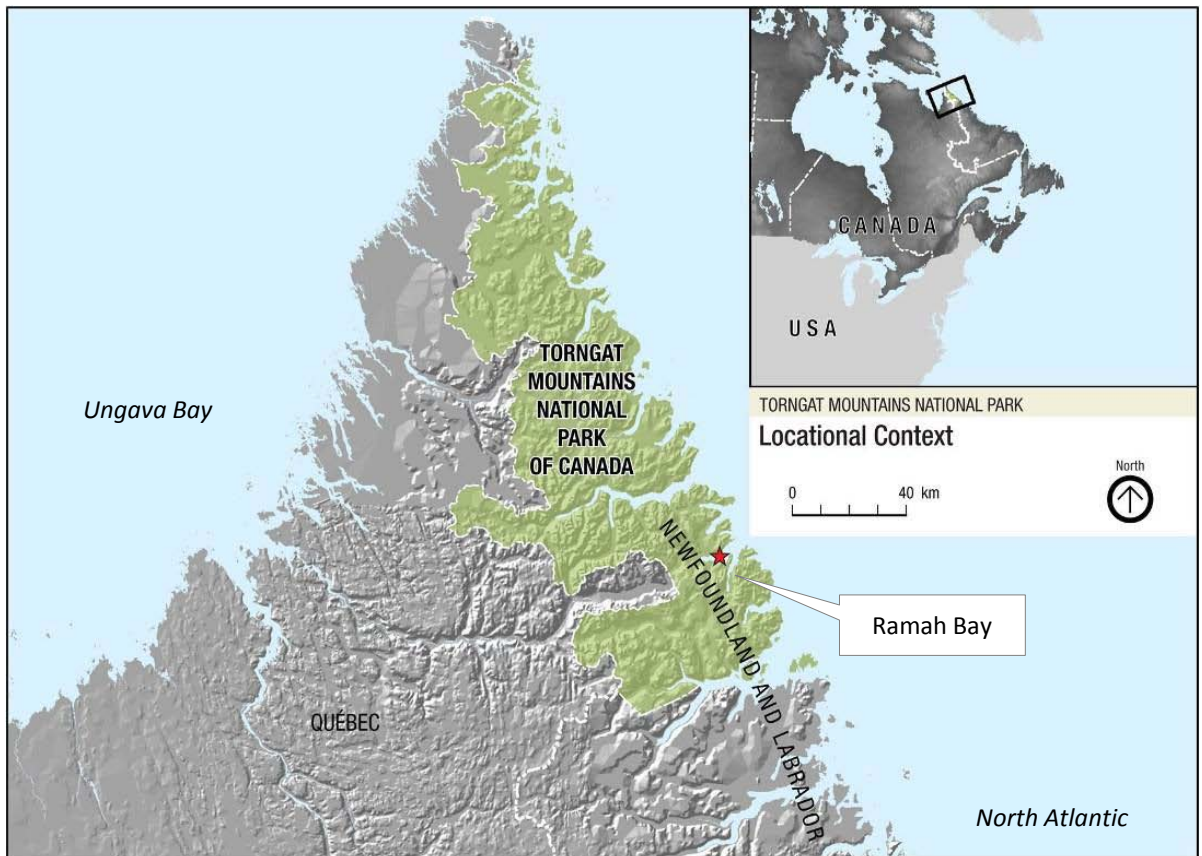 CANADA
USA
TORNGAT MOUNTAINS NATIONAL PARK
Locational Context
0 40 km
North
TORNGAT
MOUNTAINS
NATIONAL
PARK
OF CANADA
Ungava Bay
NEWFOUNDLAND AND LABRADOR
Ramah Bay
QUÉBEC
North Atlantic